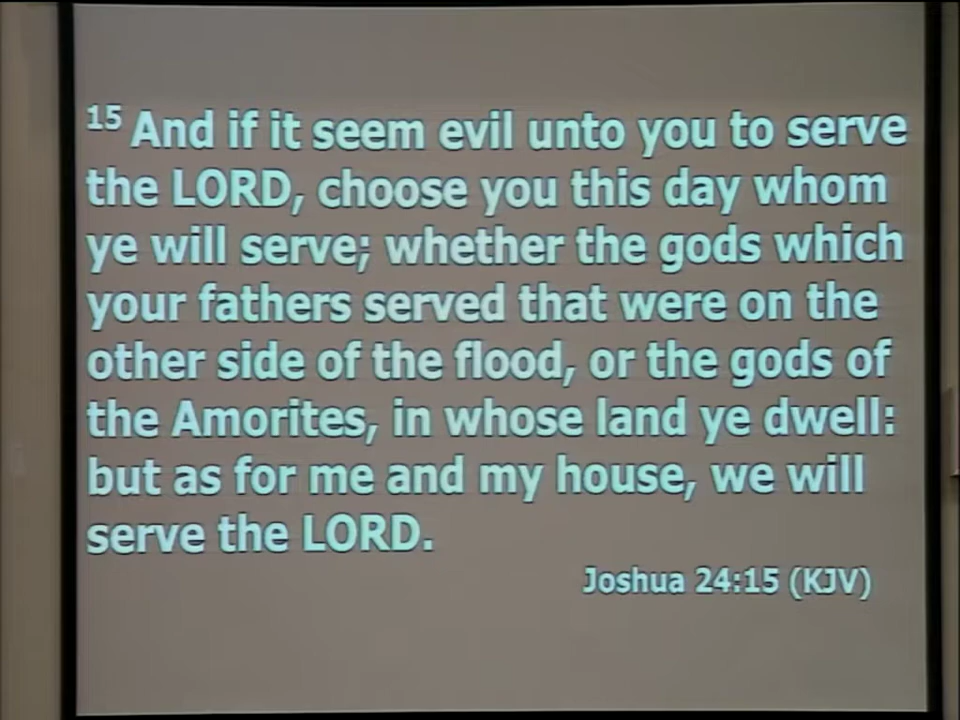 15 And if it seem evil unto you to serve
the LORD, choose you this day whom
ye will serve; whether the gods which
your fathers served that were on the
other side of the flood, or the gods of
the Amorites, in whose land ye dwell:
but as for me and my house, we will
serve the LORD.
Joshua 24:15 (KJV)